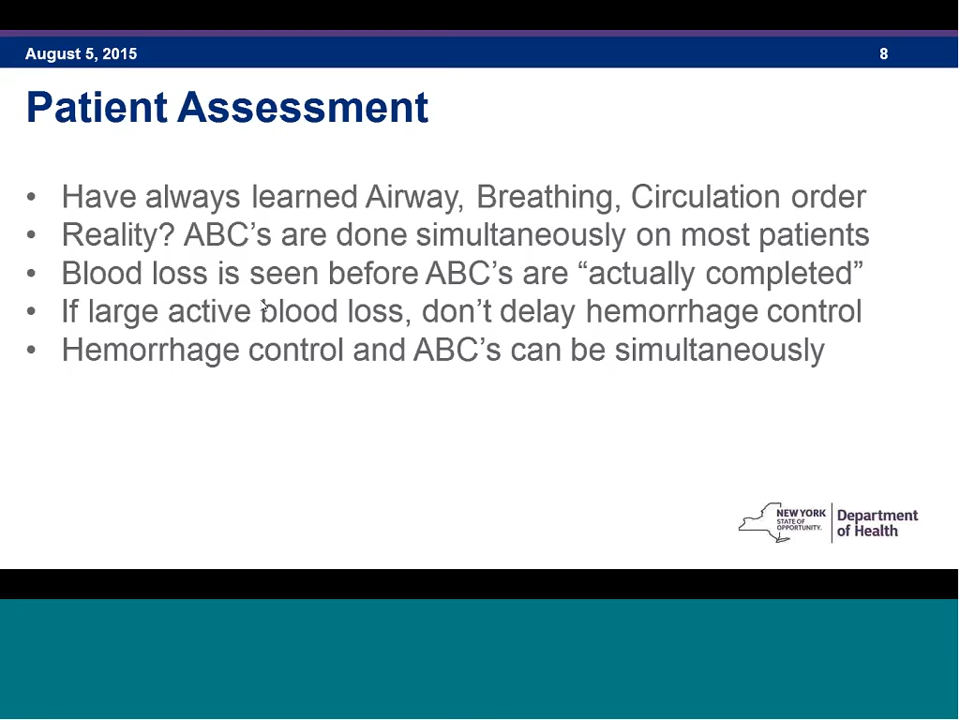 August 5, 2015 8
Patient Assessment
• Have always learned Airway, Breathing, Circulation order
• Reality? ABC’s are done simultaneously on most patients
• Blood loss is seen before ABC’s are “actually completed”
• If large active blood loss, don’t delay hemorrhage control
• Hemorrhage control and ABC’s can be simultaneously
NEW YORK
STATE OF
OPPORTUNITY.
Department
of Health